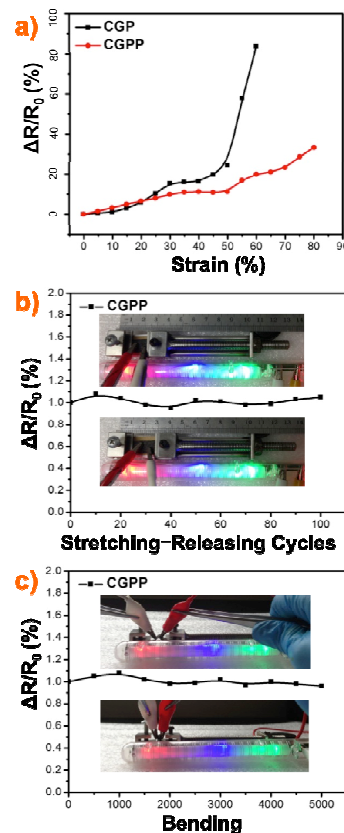 a)
CGP
CGPP
ΔR/R₀ (%)
100
80
60
40
20
0
0 10 20 30 40 50 60 70 80
Strain (%)
b)
CGPP
ΔR/R₀ (%)
2.0
1.8
1.6
1.4
1.2
1.0
0.8
0.6
0.4
0.2
0.0
0 20 40 60 80 100
Stretching−Releasing Cycles
c)
CGPP
ΔR/R₀ (%)
2.0
1.8
1.6
1.4
1.2
1.0
0.8
0.6
0.4
0.2
0.0
0 1000 2000 3000 4000 5000
Bending